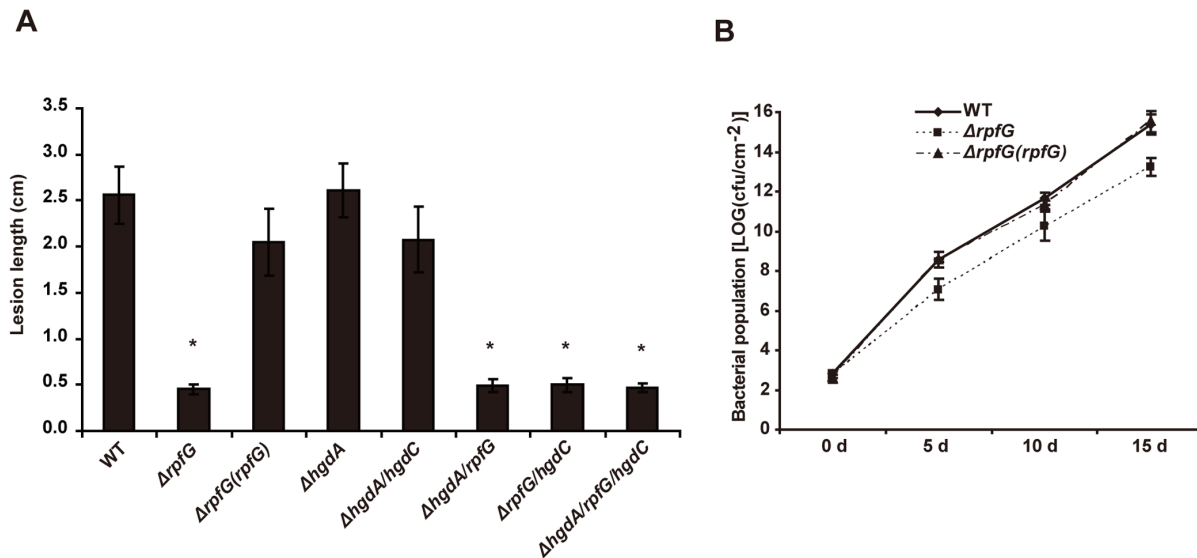 A
B
3.5
3.0
2.5
2.0
1.5
1.0
0.5
0.0
Lesion length (cm)
*
*
*
*
WT
ΔrpfG
ΔrpfG(rpfG)
ΔhgdA
ΔhgdA/hgdC
ΔhgdA/rpfG
ΔrpfG/hgdC
ΔhgdA/rpfG/hgdC
Bacterial population [LOG(cfu/cm⁻²)]
16
14
12
10
8
6
4
2
0
WT
ΔrpfG
ΔrpfG(rpfG)
0 d
5 d
10 d
15 d